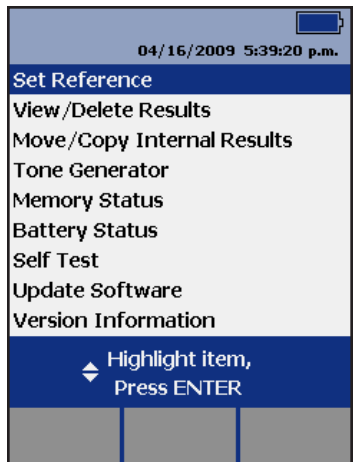 04/16/2009 5:39:20 p.m.
Set Reference
View/Delete Results
Move/Copy Internal Results
Tone Generator
Memory Status
Battery Status
Self Test
Update Software
Version Information
Highlight item,
Press ENTER